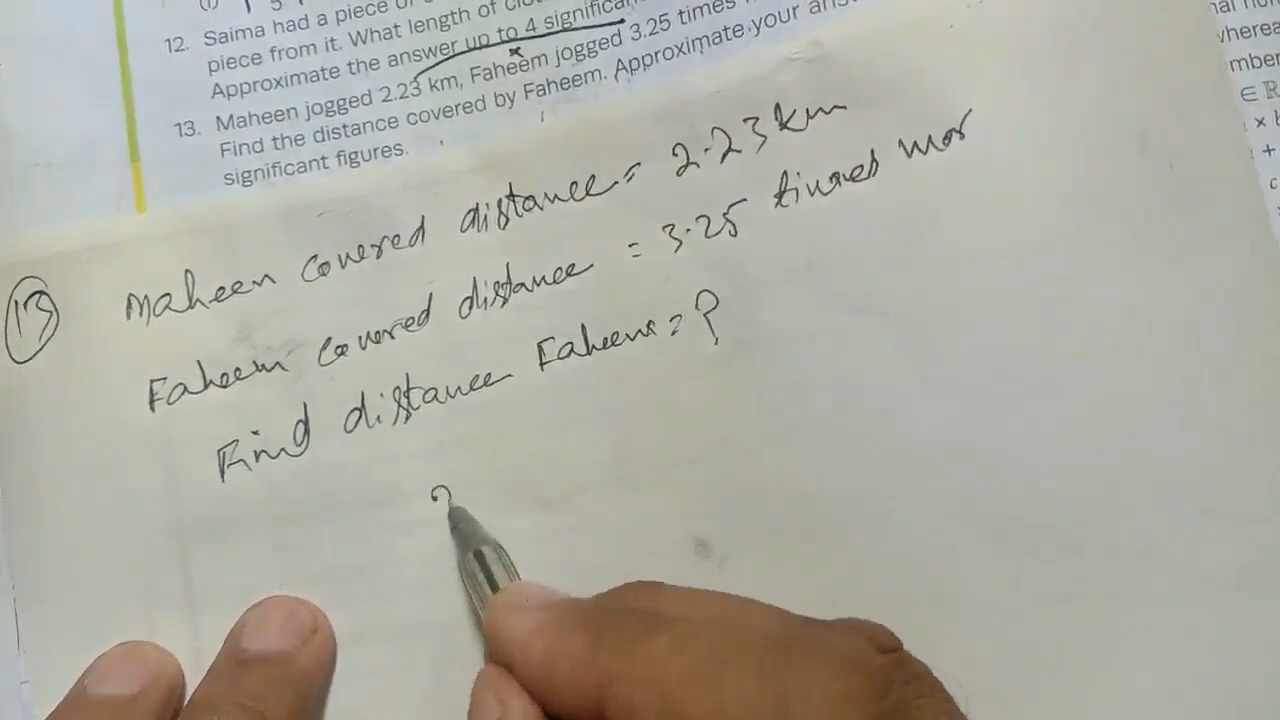 12. Saima had a piece of
piece from it. What length of
Approximate the answer up to 4
13. Maheen jogged 2.23 km, Faheem jogged 3.25 times
Find the distance covered by Faheem. Approximate your
significant figures.
13 Maheen covered distance = 2.23 km
Faheem covered distance = 3.25 times mor
Find distance Faheem = ?
2
∈ R
x b
+
c